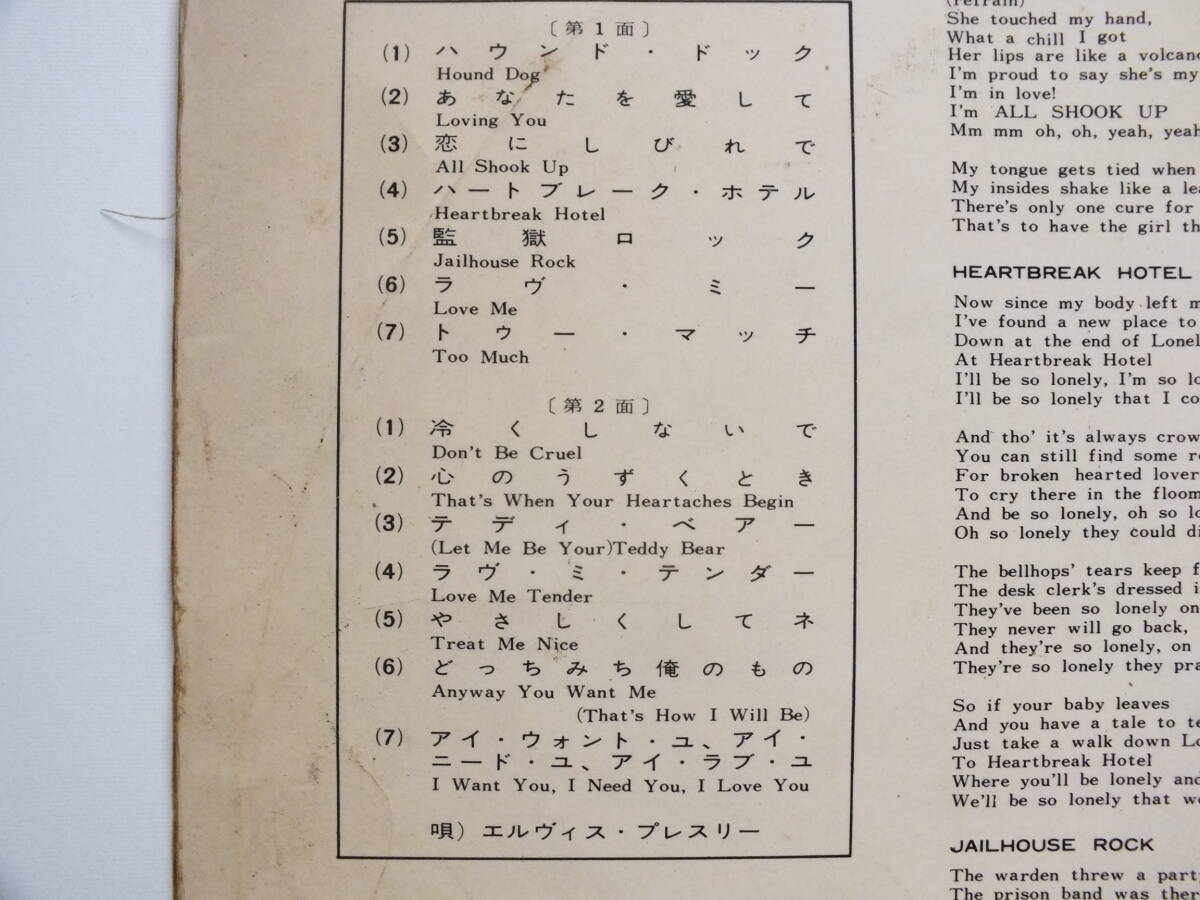 〔第1面〕
(1) ハウンド・ドック
Hound Dog
(2) あなたを愛して
Loving You
(3) 恋にしびれて
All Shook Up
(4) ハートブレーク・ホテル
Heartbreak Hotel
(5) 監獄ロック
Jailhouse Rock
(6) ラヴ・ミー
Love Me
(7) トゥー・マッチ
Too Much
〔第2面〕
(1) 冷くしないで
Don't Be Cruel
(2) 心のうずくとき
That's When Your Heartaches Begin
(3) テディ・ベアー
(Let Me Be Your)Teddy Bear
(4) ラヴ・ミ・テンダー
Love Me Tender
(5) やさしくしてネ
Treat Me Nice
(6) どっちみち俺のもの
Anyway You Want Me
(That's How I Will Be)
(7) アイ・ウォント・ユ、アイ・
ニード・ユ、アイ・ラブ・ユ
I Want You, I Need You, I Love You
唄）エルヴィス・プレスリー
She touched my hand,
What a chill I got
Her lips are like a volcano
I'm proud to say she's my
I'm in love!
I'm ALL SHOOK UP
Mm mm oh, oh, yeah, yeah
My tongue gets tied when
My insides shake like a
There's only one cure for
That's to have the girl
HEARTBREAK HOTEL
Now since my body left
I've found a new place to
Down at the end of
At Heartbreak Hotel
I'll be so lonely, I'm so
I'll be so lonely that I
And tho' it's always
You can still find some
For broken hearted lover
To cry there in the floom
And be so lonely, oh so
Oh so lonely they could
The bellhops' tears keep
The desk clerk's dressed
They've been so lonely on
They never will go back,
And they're so lonely, on
They're so lonely they
So if your baby leaves
And you have a tale to
Just take a walk down
To Heartbreak Hotel
Where you'll be lonely and
We'll be so lonely that
JAILHOUSE ROCK
The warden threw a party
The prison band was